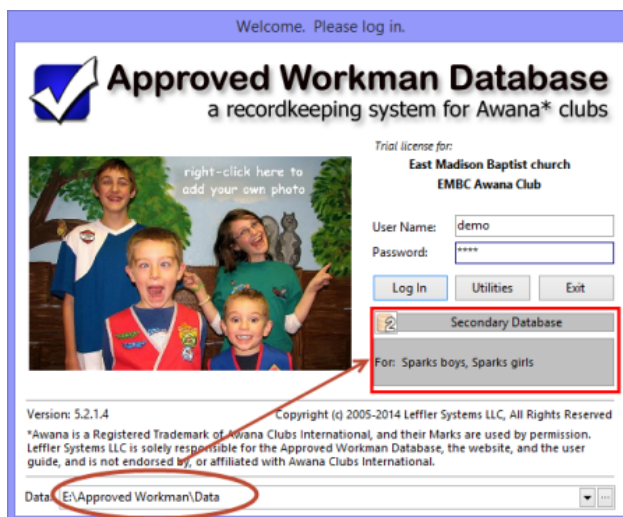 Welcome. Please log in.
Approved Workman Database
a recordkeeping system for Awana* clubs
Trial license for:
East Madison Baptist church
EMBC Awana Club
right-click here to
add your own photo
User Name: demo
Password: ****
Log In Utilities Exit
2 Secondary Database
For: Sparks boys, Sparks girls
Version: 5.2.1.4 Copyright (c) 2005-2014 Leffler Systems LLC, All Rights Reserved
*Awana is a Registered Trademark of Awana Clubs International, and their Marks are used by permission.
Leffler Systems LLC is solely responsible for the Approved Workman Database, the website, and the user
guide, and is not endorsed by, or affiliated with Awana Clubs International.
Data: E:\Approved Workman\Data